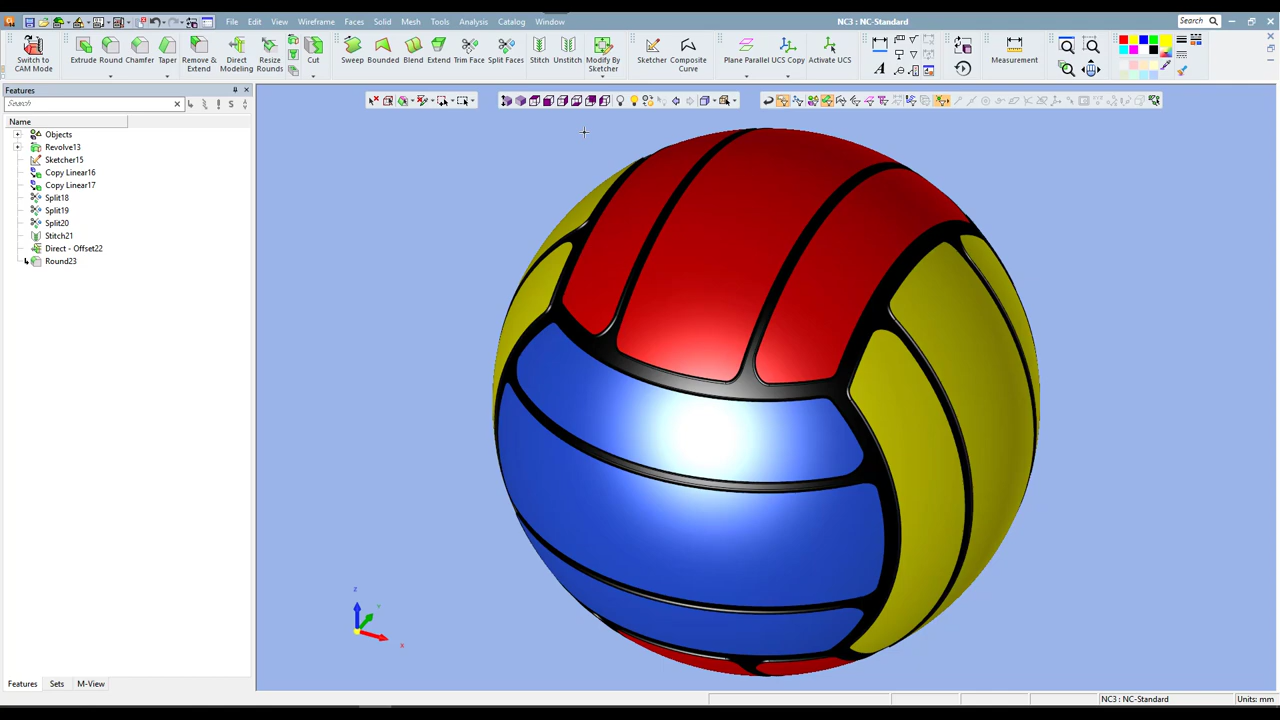 File Edit View Wireframe Faces Solid Mesh Tools Analysis Catalog Window NC3 : NC-Standard Search
Switch to CAM Mode
Extrude
Round
Chamfer
Taper
Remove & Extend
Direct Modeling
Resize Rounds
Cut
Sweep
Bounded
Blend
Cap
Trim Faces
Split Faces
Stitch
Unstitch
Modify By Sketcher
Sketcher
Composite Curve
Plane Parallel
UCS Copy
Activate UCS
Measurement
Features
Search
Name
Objects
Revolve13
Sketcher15
Copy Linear16
Copy Linear17
Split18
Split19
Split20
Stitch21
Direct - Offset22
Round23
Z
Y
X
Features Sets M-View
NC3 : NC-Standard Units: mm